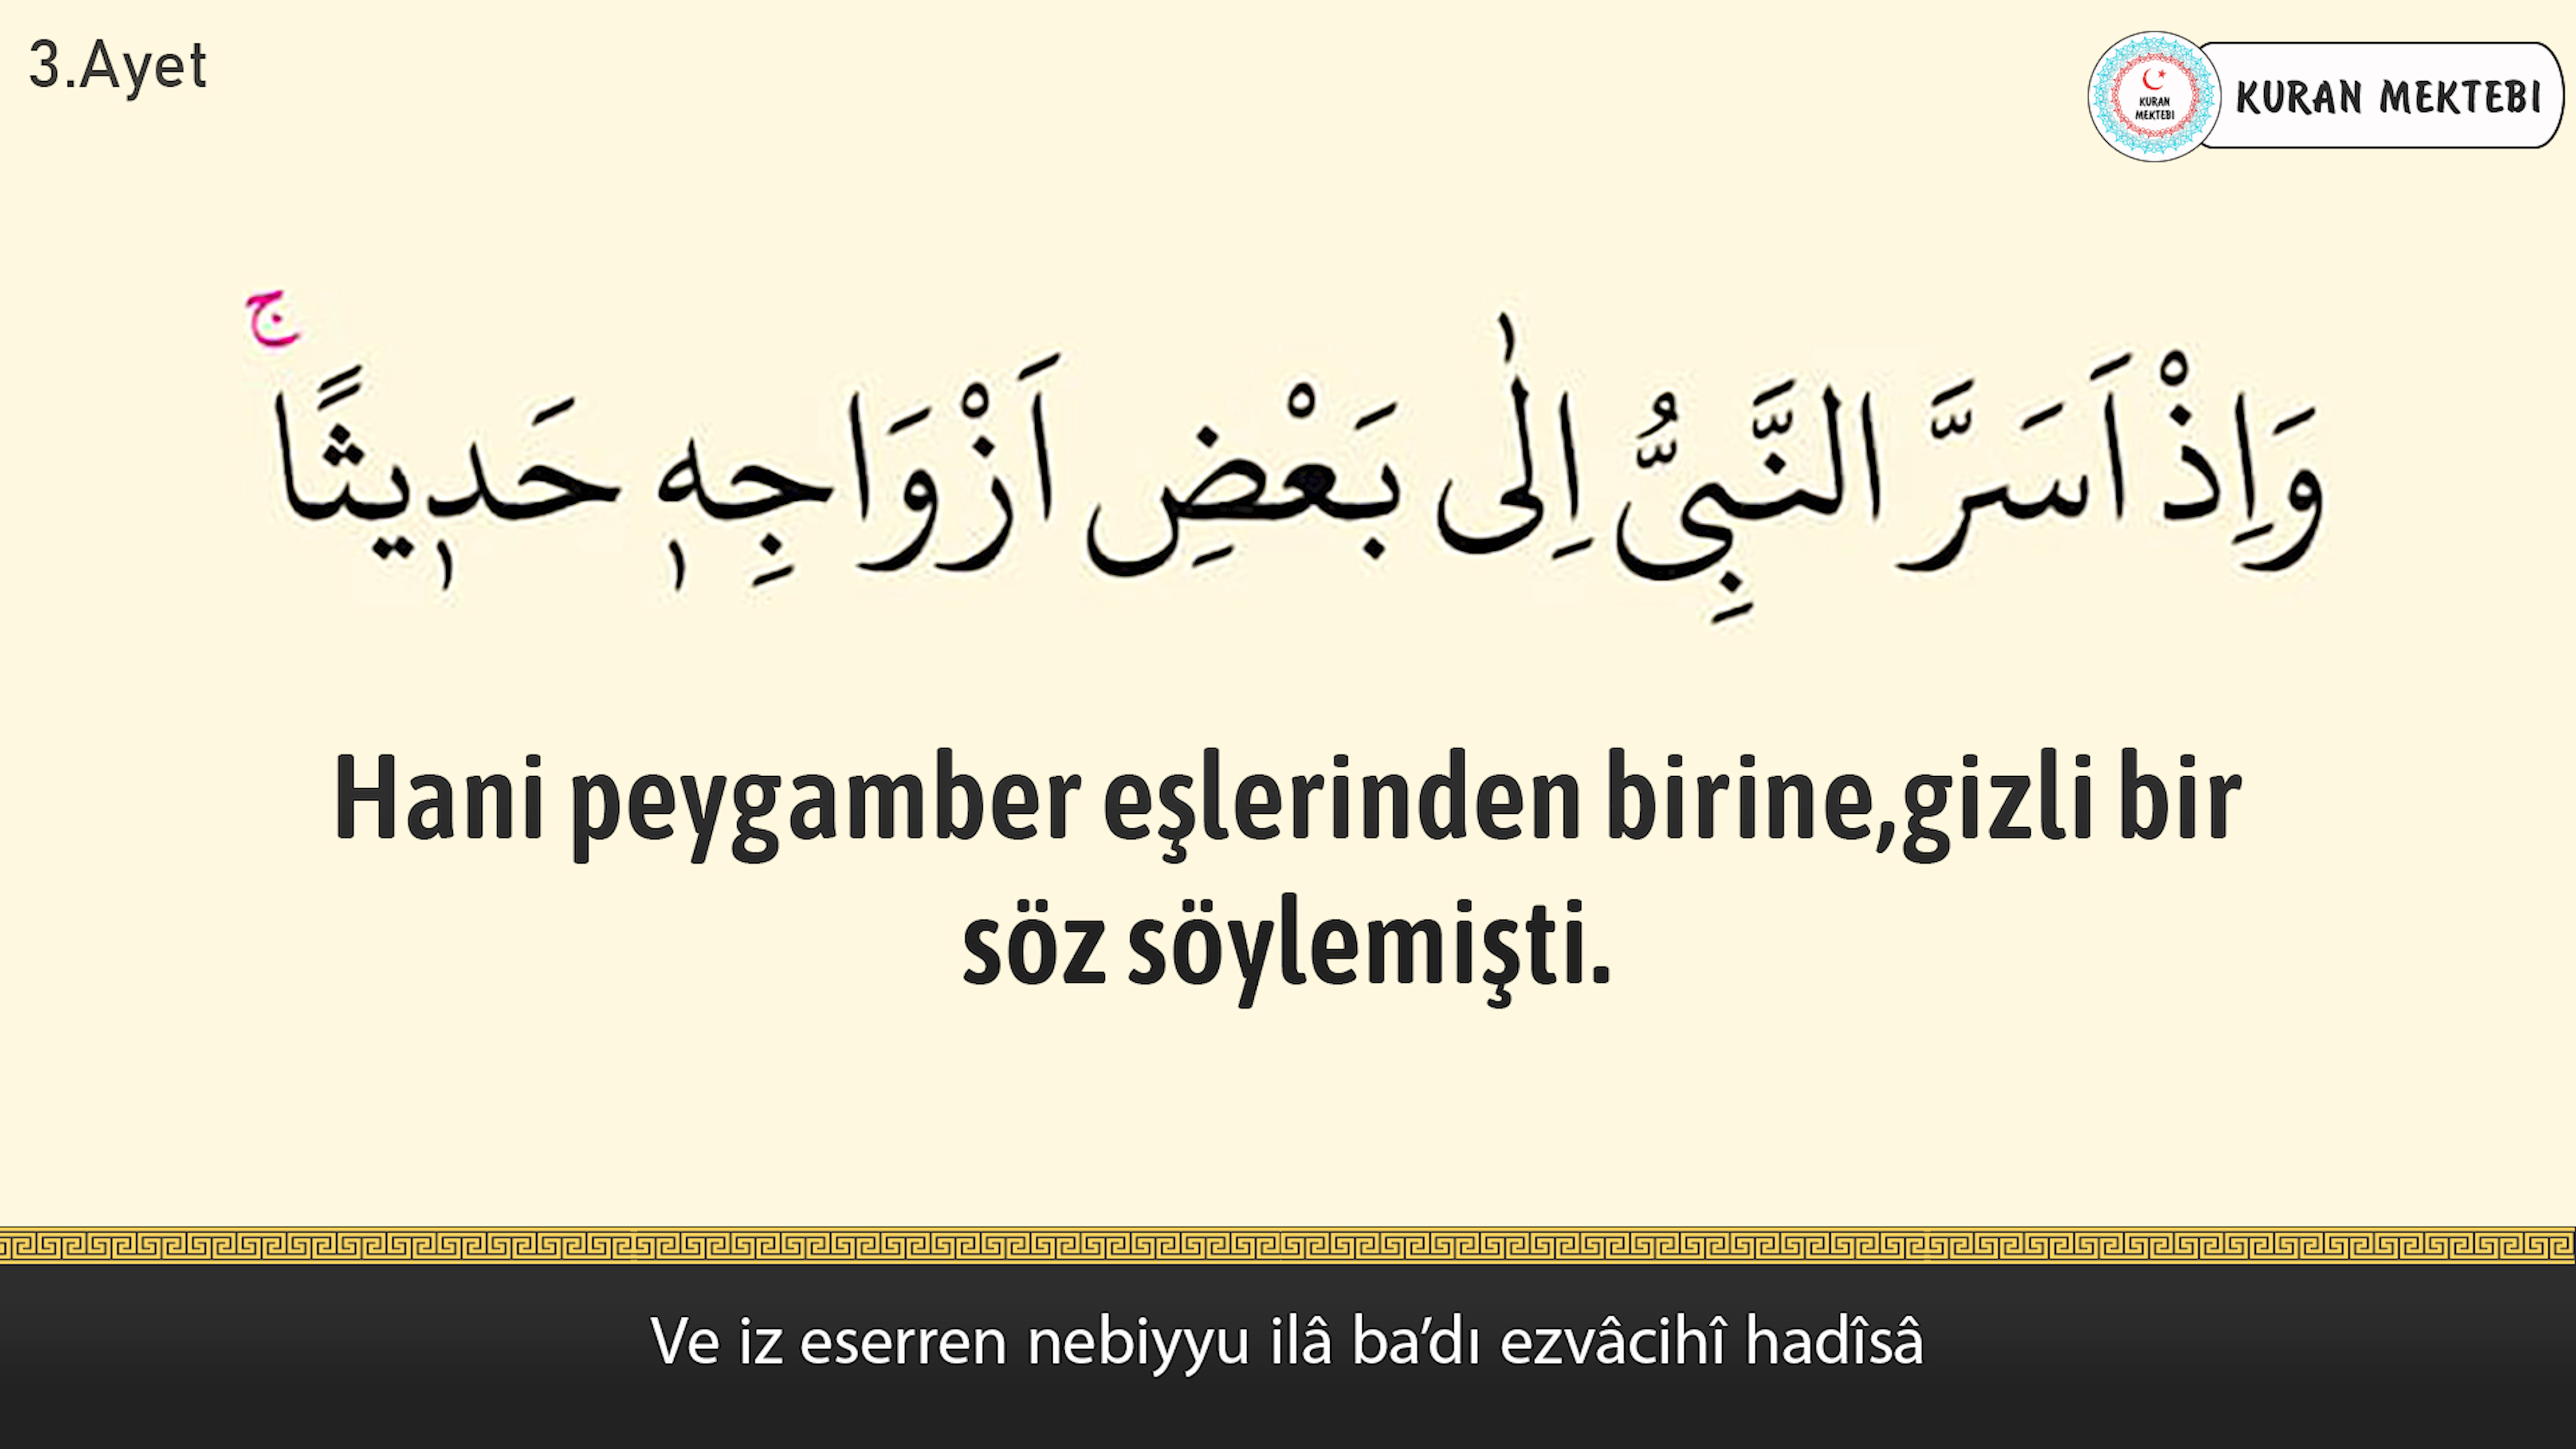 3.Ayet
KURAN
MEKTEBI
KURAN MEKTEBI
ج
وَاِذْ اَسَرَّ النَّبِيُّ اِلٰى بَعْضِ اَزْوَاجِهٖ حَدٖيثًا
Hani peygamber eşlerinden birine,gizli bir
söz söylemişti.
Ve iz eserren nebiyyu ilâ ba’dı ezvâcihî hadîsâ